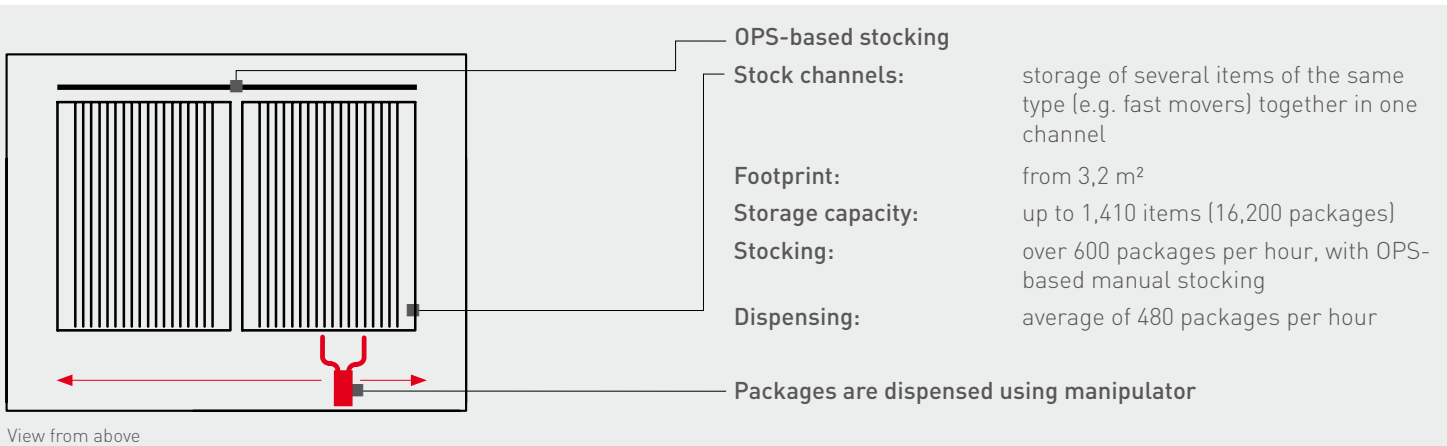 OPS-based stocking
Stock channels: storage of several items of the same
type (e.g. fast movers) together in one
channel
Footprint: from 3,2 m²
Storage capacity: up to 1,410 items (16,200 packages)
Stocking: over 600 packages per hour, with OPS-
based manual stocking
Dispensing: average of 480 packages per hour
Packages are dispensed using manipulator
View from above